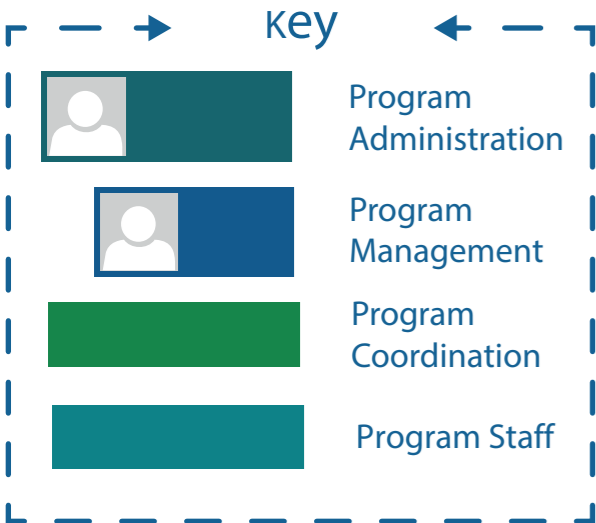 Key
Program
Administration
Program
Management
Program
Coordination
Program Staff